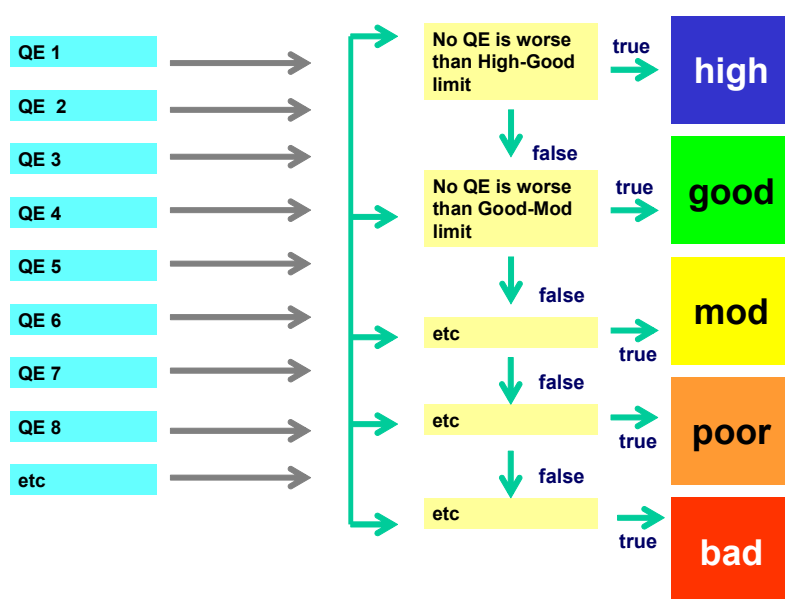 QE 1
QE 2
QE 3
QE 4
QE 5
QE 6
QE 7
QE 8
etc
No QE is worse
than High-Good
limit
true
high
false
No QE is worse
than Good-Mod
limit
true
good
false
etc
true
mod
false
etc
true
poor
false
etc
true
bad